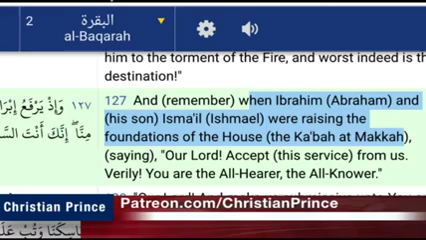 2
البقرة
al-Baqarah
him to the torment of the Fire, and worst indeed is the
destination!"
127 And (remember) when Ibrahim (Abraham) and
(his son) Isma'il (Ishmael) were raising the
foundations of the House (the Ka'bah at Makkah),
(saying), "Our Lord! Accept (this service) from us.
Verily! You are the All-Hearer, the All-Knower."
١٢٧ وَإِذْ يَرْفَعُ
مِنَّآ إِنَّكَ أَنتَ
Christian Prince
Patreon.com/ChristianPrince